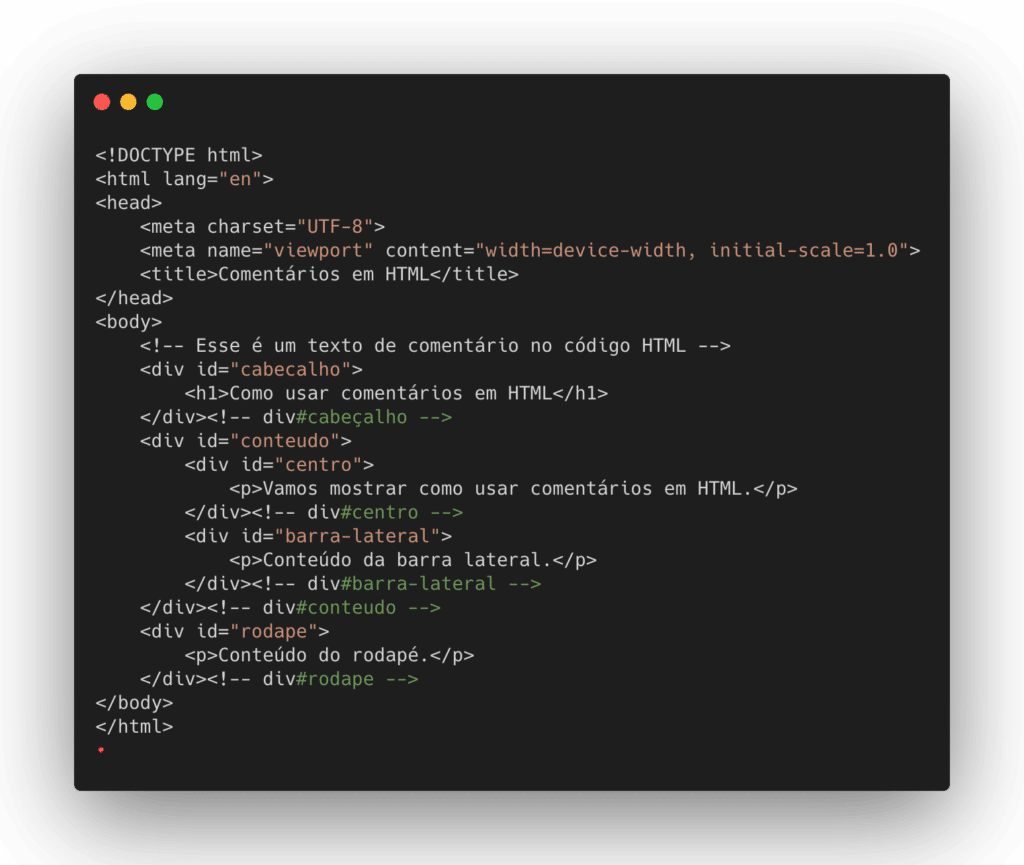 <!DOCTYPE html>
<html lang="en">
<head>
    <meta charset="UTF-8">
    <meta name="viewport" content="width=device-width, initial-scale=1.0">
    <title>Comentários em HTML</title>
</head>
<body>
    <!-- Esse é um texto de comentário no código HTML -->
    <div id="cabecalho">
        <h1>Como usar comentários em HTML</h1>
    </div><!-- div#cabeçalho -->
    <div id="conteudo">
        <div id="centro">
            <p>Vamos mostrar como usar comentários em HTML.</p>
        </div><!-- div#centro -->
        <div id="barra-lateral">
            <p>Conteúdo da barra lateral.</p>
        </div><!-- div#barra-lateral -->
    </div><!-- div#conteudo -->
    <div id="rodape">
        <p>Conteúdo do rodapé.</p>
    </div><!-- div#rodape -->
</body>
</html>